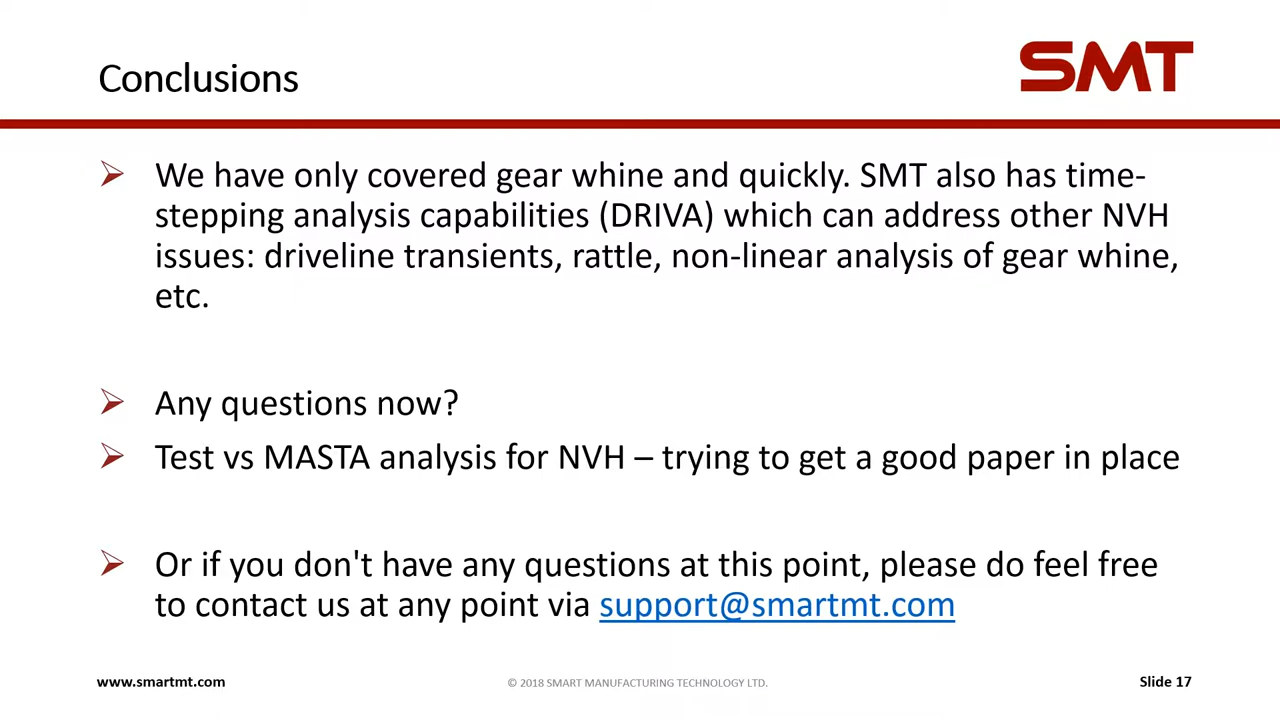 Conclusions
SMT
We have only covered gear whine and quickly. SMT also has time-
stepping analysis capabilities (DRIVA) which can address other NVH
issues: driveline transients, rattle, non-linear analysis of gear whine,
etc.
Any questions now?
Test vs MASTA analysis for NVH – trying to get a good paper in place
Or if you don't have any questions at this point, please do feel free
to contact us at any point via support@smartmt.com
www.smartmt.com
© 2018 SMART MANUFACTURING TECHNOLOGY LTD.
Slide 17